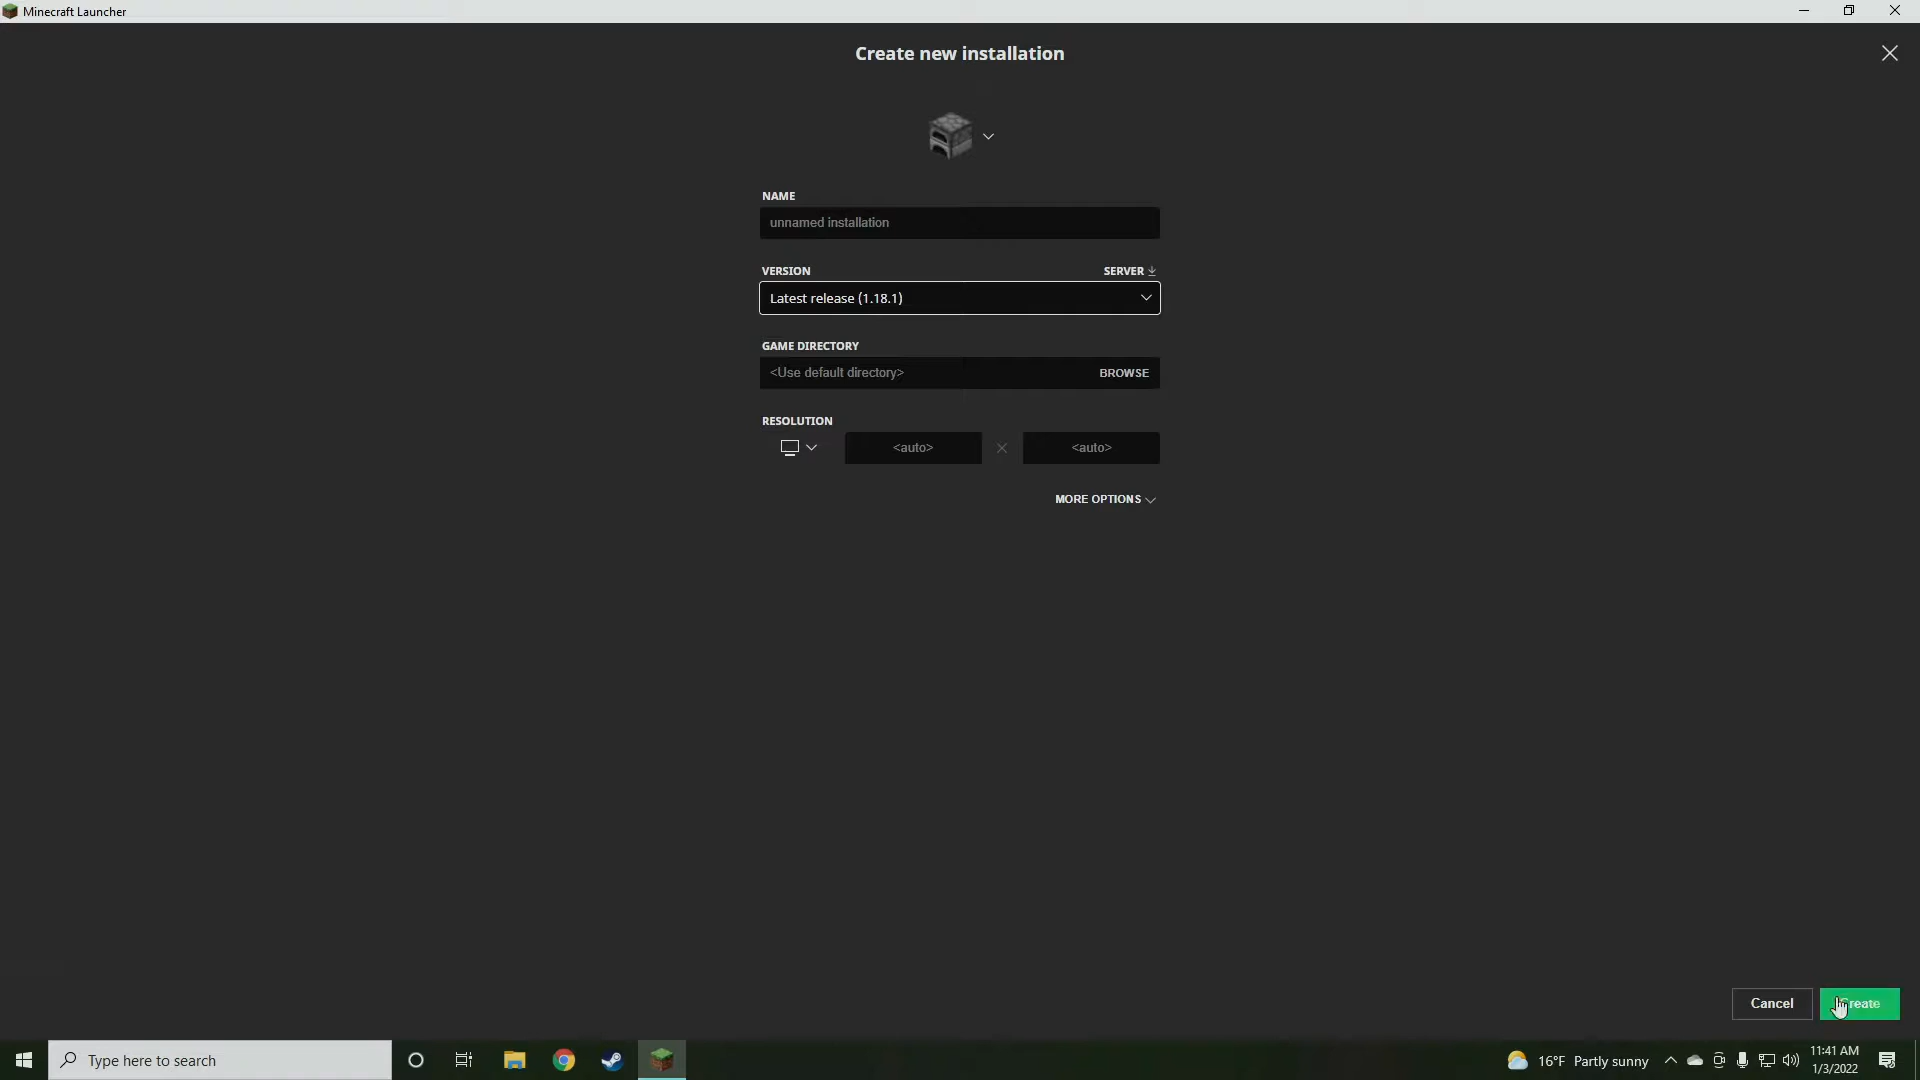 Minecraft Launcher
Create new installation
NAME
unnamed installation
VERSION
SERVER
Latest release (1.18.1)
GAME DIRECTORY
<Use default directory>
BROWSE
RESOLUTION
<auto>
<auto>
MORE OPTIONS
Cancel
Create
Type here to search
16°F Partly sunny
11:41 AM
1/3/2022